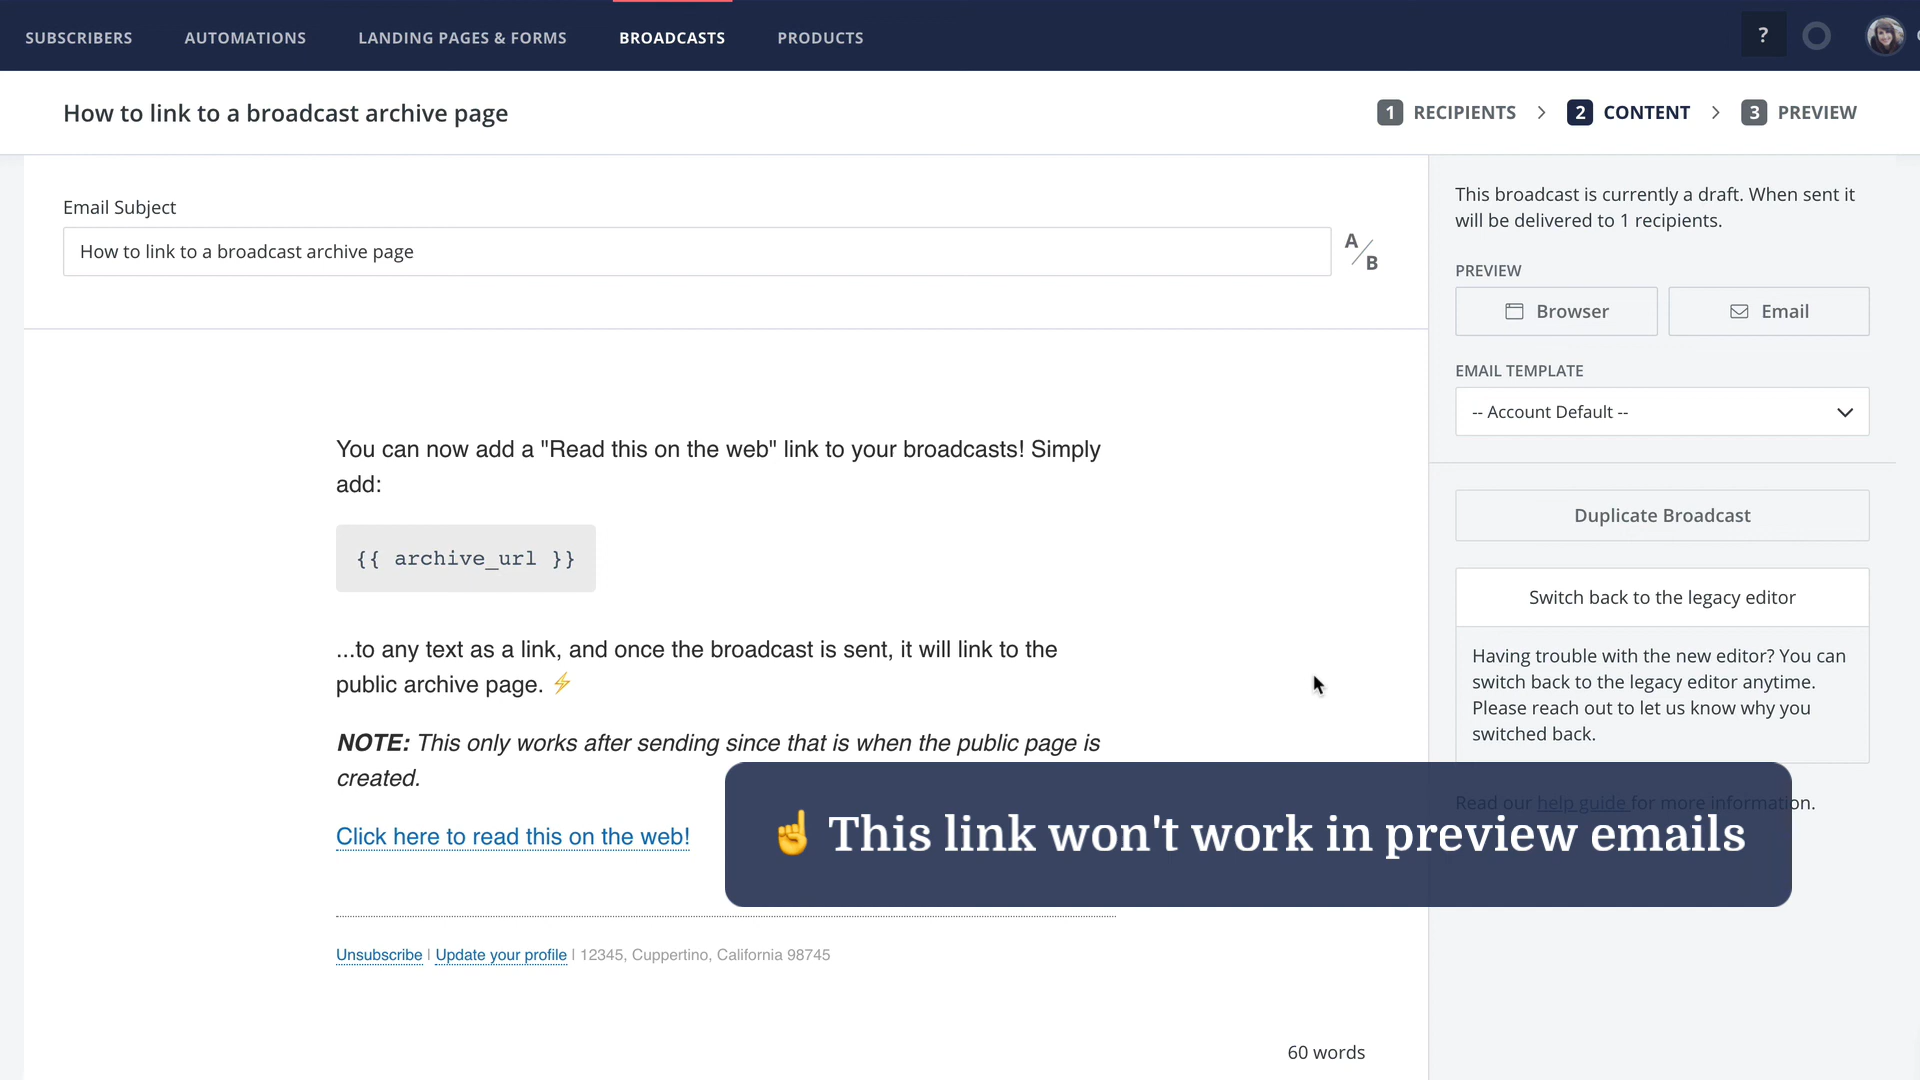 SUBSCRIBERS AUTOMATIONS LANDING PAGES & FORMS BROADCASTS PRODUCTS ?
How to link to a broadcast archive page
1 RECIPIENTS > 2 CONTENT > 3 PREVIEW
Email Subject
How to link to a broadcast archive page
A/B
You can now add a "Read this on the web" link to your broadcasts! Simply
add:
{{ archive_url }}
...to any text as a link, and once the broadcast is sent, it will link to the
public archive page. ⚡
NOTE: This only works after sending since that is when the public page is
created.
Click here to read this on the web!
☝ This link won't work in preview emails
Unsubscribe | Update your profile | 12345, Cuppertino, California 98745
60 words
This broadcast is currently a draft. When sent it
will be delivered to 1 recipients.
PREVIEW
Browser Email
EMAIL TEMPLATE
-- Account Default --
Duplicate Broadcast
Switch back to the legacy editor
Having trouble with the new editor? You can
switch back to the legacy editor anytime.
Please reach out to let us know why you
switched back.
Read our help guide for more information.